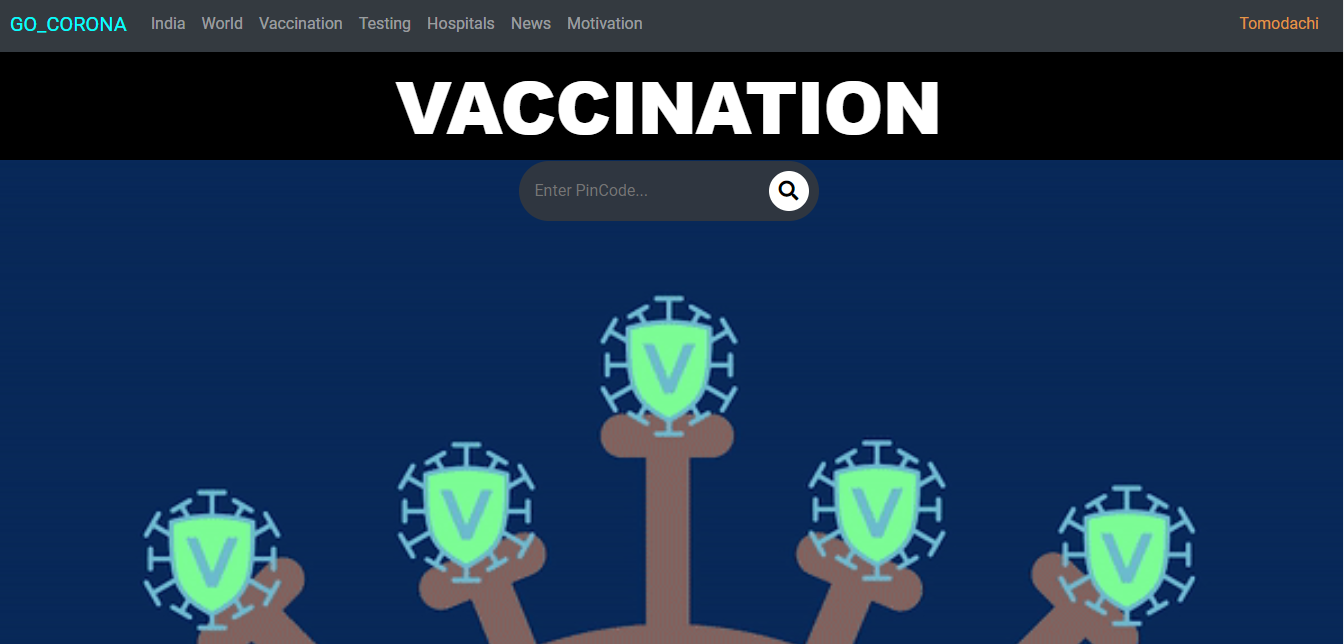 GO_CORONA India World Vaccination Testing Hospitals News Motivation Tomodachi
VACCINATION
Enter PinCode...
V
V
V
V
V